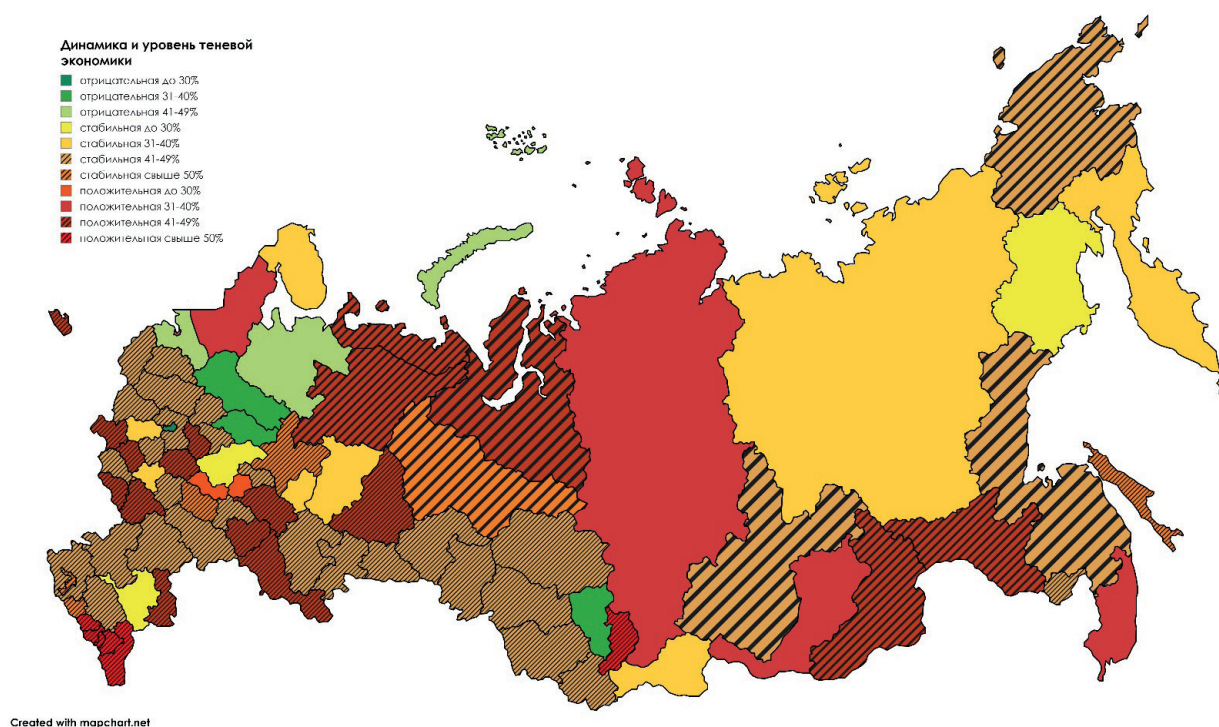 Динамика и уровень теневой
экономики
отрицательная до 30%
отрицательная 31-40%
отрицательная 41-49%
стабильная до 30%
стабильная 31-40%
стабильная 41-49%
стабильная свыше 50%
положительная до 30%
положительная 31-40%
положительная 41-49%
положительная свыше 50%
Created with mapchart.net